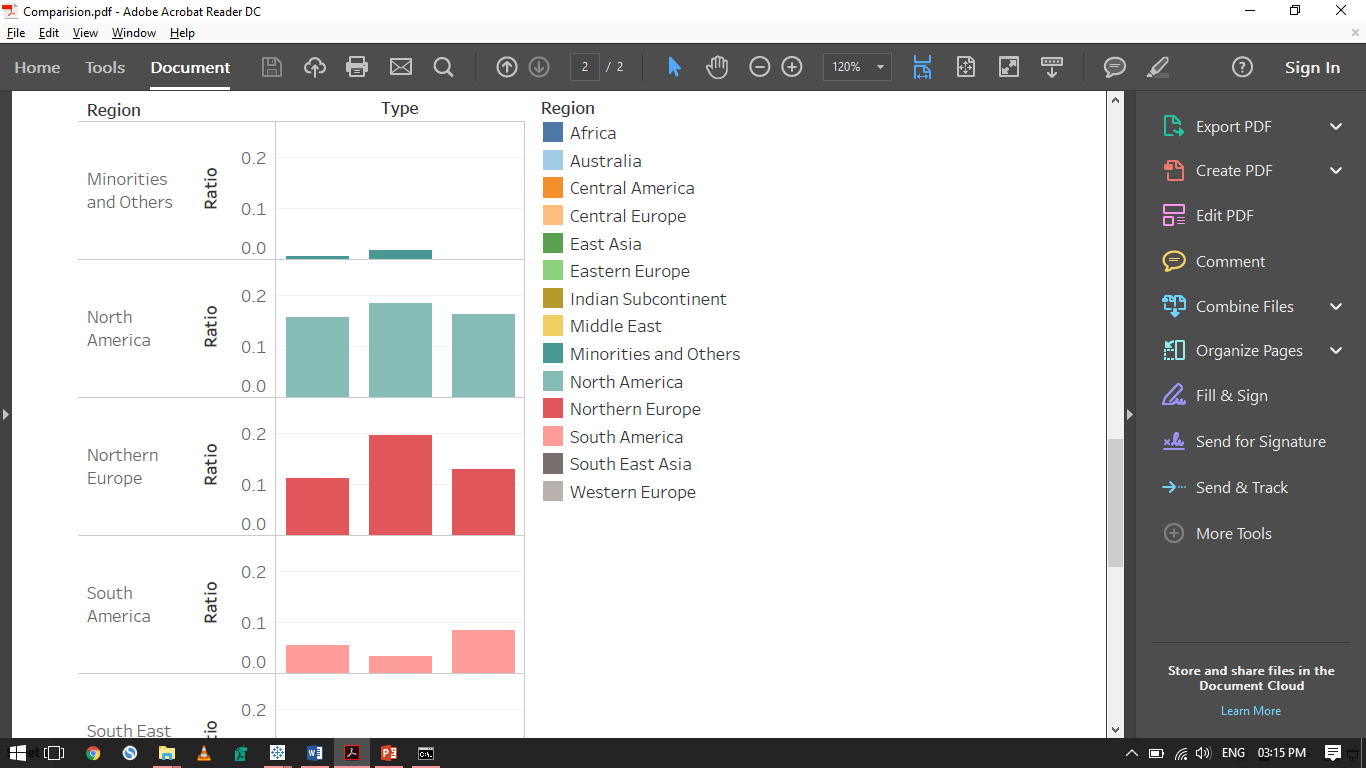 Comparision.pdf - Adobe Acrobat Reader DC
File Edit View Window Help
Home Tools Document 2 / 2 120% Sign In
Region Type
Minorities
and Others
Ratio
0.2
0.1
0.0
North
America
Ratio
0.2
0.1
0.0
Northern
Europe
Ratio
0.2
0.1
0.0
South
America
Ratio
0.2
0.1
0.0
South East
0.2
Region
Africa
Australia
Central America
Central Europe
East Asia
Eastern Europe
Indian Subcontinent
Middle East
Minorities and Others
North America
Northern Europe
South America
South East Asia
Western Europe
Export PDF
Create PDF
Edit PDF
Comment
Combine Files
Organize Pages
Fill & Sign
Send for Signature
Send & Track
More Tools
Store and share files in the
Document Cloud
Learn More
ENG 03:15 PM